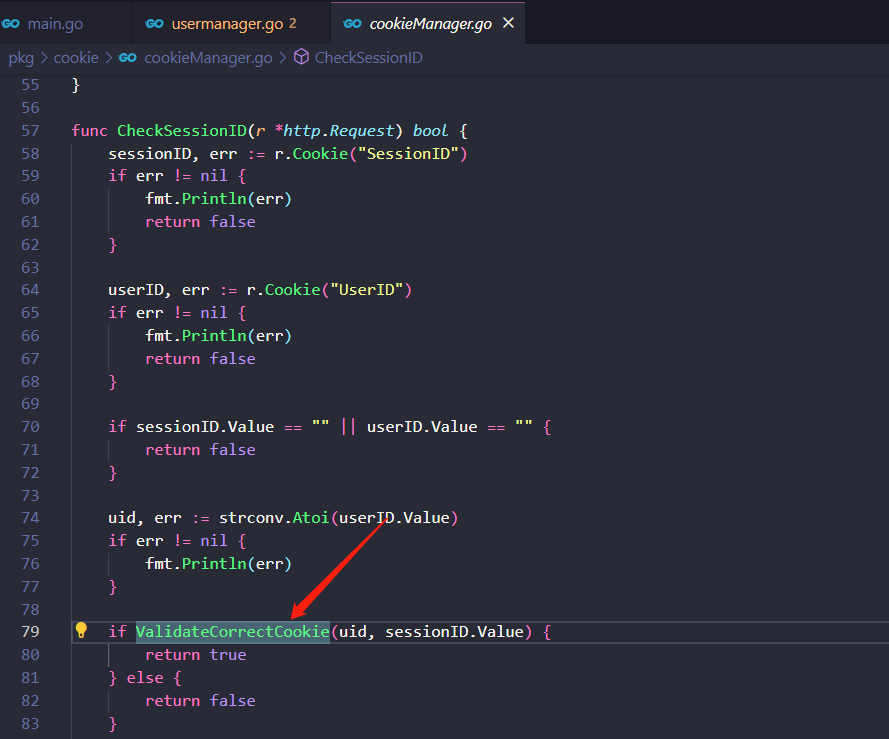 GO main.go GO usermanager.go 2 GO cookieManager.go ×
pkg > cookie > GO cookieManager.go > CheckSessionID
55 }
56
57 func CheckSessionID(r *http.Request) bool {
58 sessionID, err := r.Cookie("SessionID")
59 if err != nil {
60 fmt.Println(err)
61 return false
62 }
63
64 userID, err := r.Cookie("UserID")
65 if err != nil {
66 fmt.Println(err)
67 return false
68 }
69
70 if sessionID.Value == "" || userID.Value == "" {
71 return false
72 }
73
74 uid, err := strconv.Atoi(userID.Value)
75 if err != nil {
76 fmt.Println(err)
77 }
78
79 if ValidateCorrectCookie(uid, sessionID.Value) {
80 return true
81 } else {
82 return false
83 }